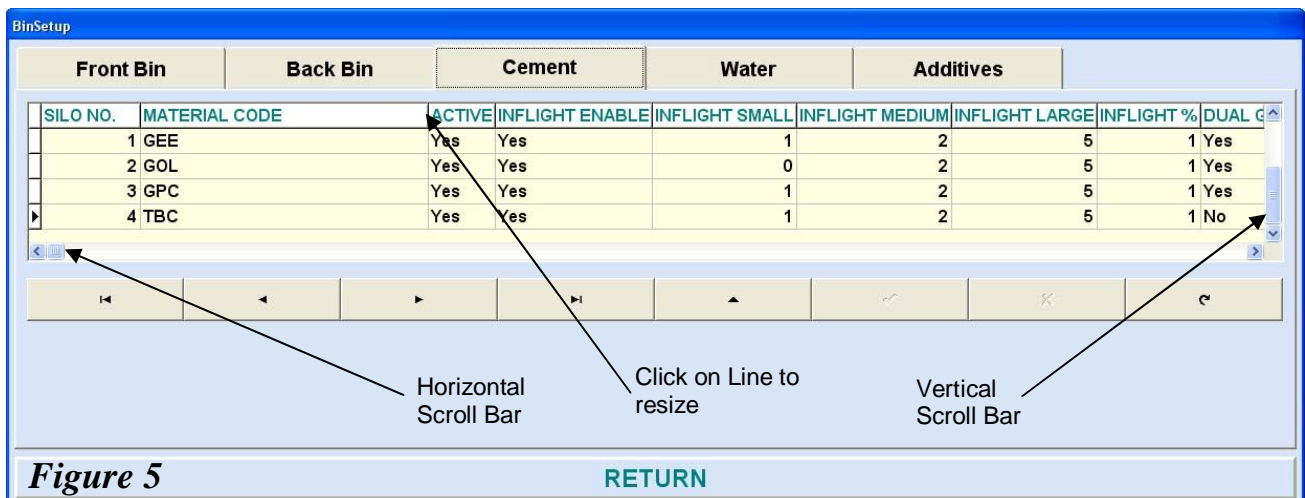 BinSetup
Front Bin Back Bin Cement Water Additives
SILO NO. MATERIAL CODE ACTIVE INFLIGHT ENABLE INFLIGHT SMALL INFLIGHT MEDIUM INFLIGHT LARGE INFLIGHT % DUAL
1 GEE Yes Yes 1 2 5 1 Yes
2 GOL Yes Yes 0 2 5 1 Yes
3 GPC Yes Yes 1 2 5 1 Yes
4 TBC Yes Yes 1 2 5 1 No
Horizontal
Scroll Bar
Click on Line to
resize
Vertical
Scroll Bar
Figure 5
RETURN